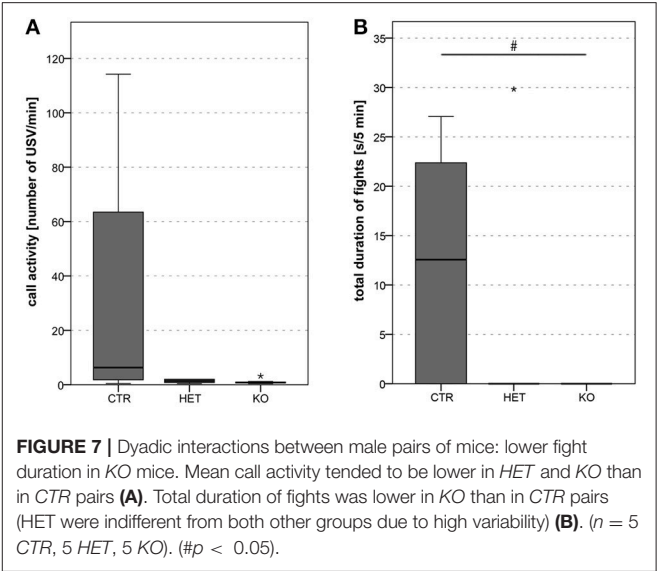 A
call activity [number of USV/min]
120
100
80
60
40
20
0
*
CTR
HET
KO
B
total duration of fights [s/5 min]
35
30
25
20
15
10
5
0
#
*
CTR
HET
KO
FIGURE 7 | Dyadic interactions between male pairs of mice: lower fight
duration in KO mice. Mean call activity tended to be lower in HET and KO than
in CTR pairs (A). Total duration of fights was lower in KO than in CTR pairs
(HET were indifferent from both other groups due to high variability) (B). (n = 5
CTR, 5 HET, 5 KO). (#p < 0.05).